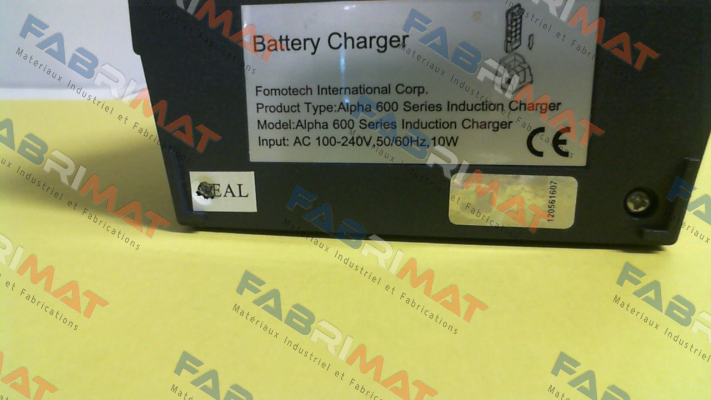 Battery Charger
Fomotech International Corp.
Product Type:Alpha 600 Series Induction Charger
Model:Alpha 600 Series Induction Charger
Input: AC 100-240V,50/60Hz,10W
CE
SEAL
120561607
FABRIMAT
Matériaux Industriel et Fabrications